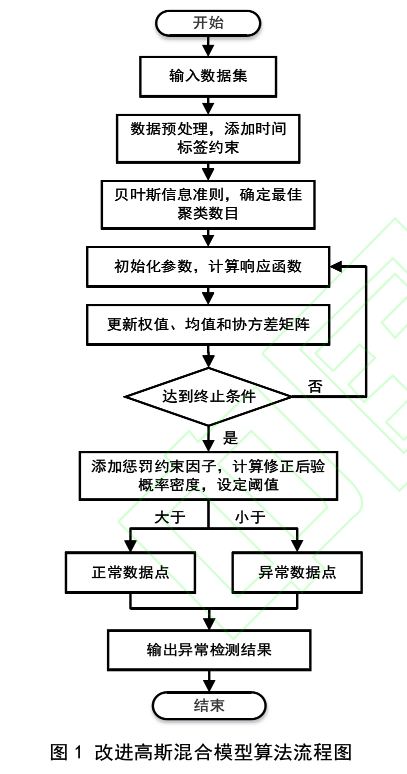 开始
输入数据集
数据预处理，添加时间
标签约束
贝叶斯信息准则，确定最佳
聚类数目
初始化参数，计算响应函数
更新权值、均值和协方差矩阵
达到终止条件
否
是
添加惩罚约束因子，计算修正后验
概率密度，设定阈值
大于
小于
正常数据点
异常数据点
输出异常检测结果
结束
图 1 改进高斯混合模型算法流程图